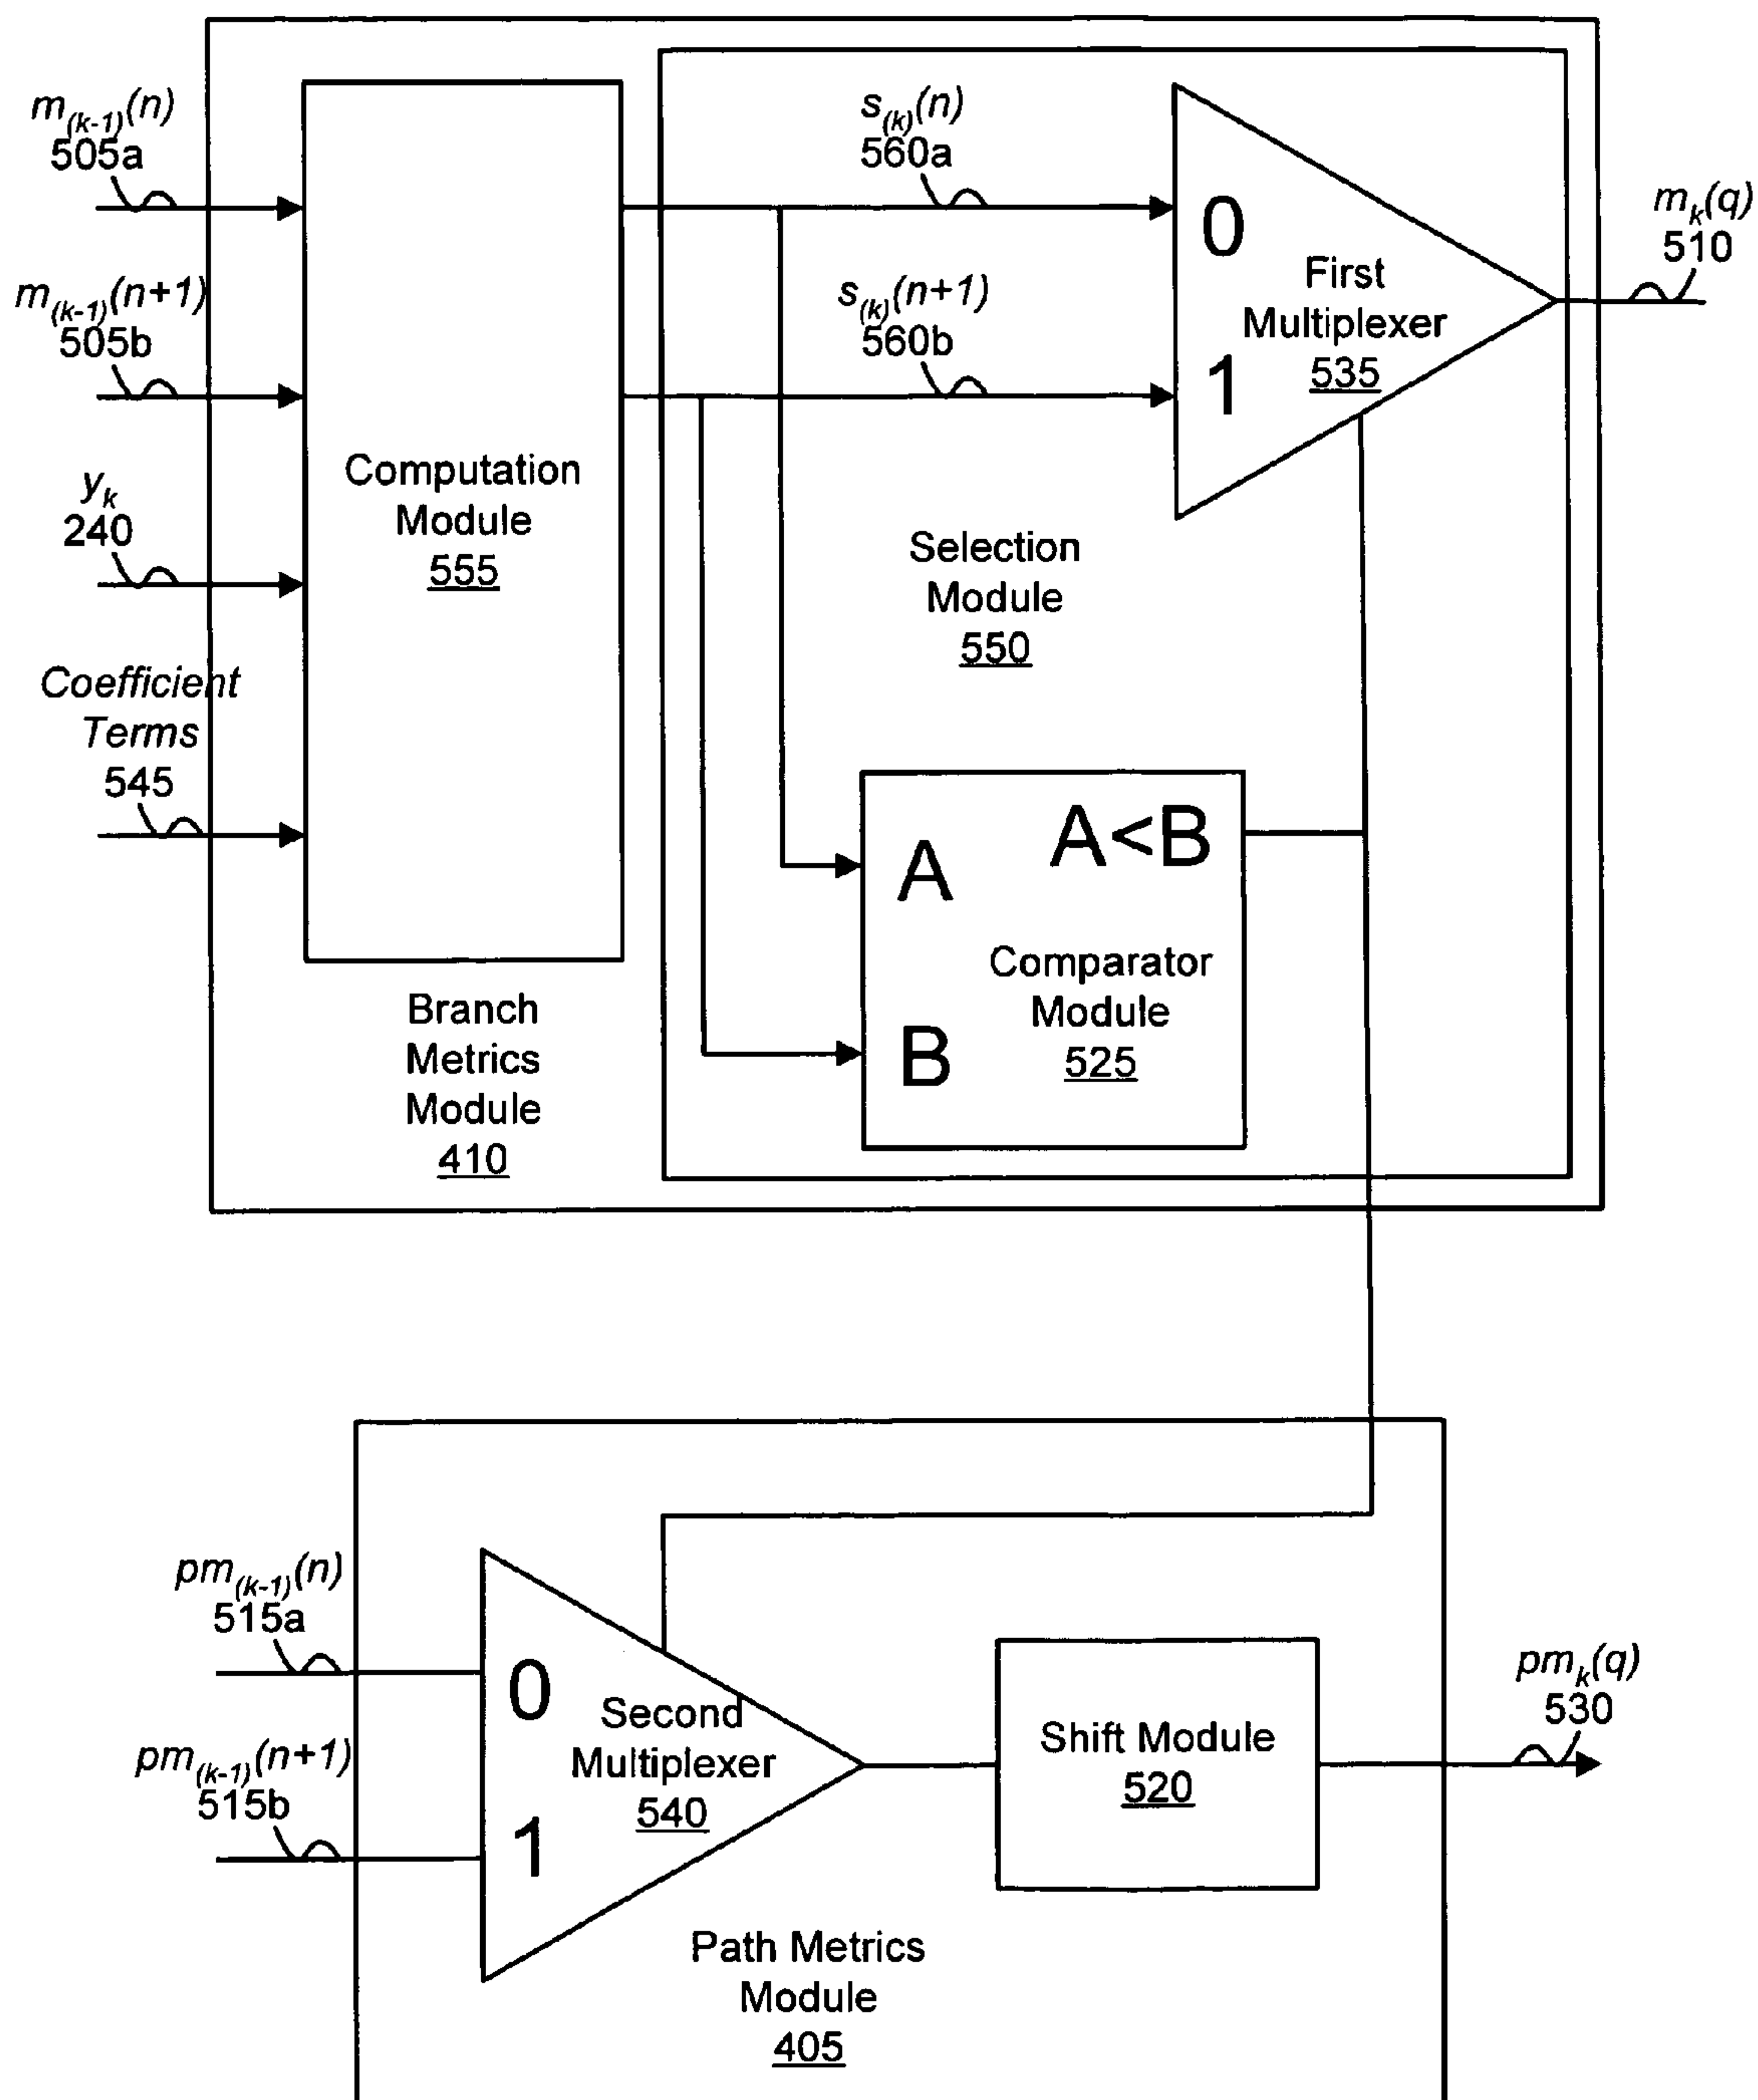 m(k-1)(n)
505a
m(k-1)(n+1)
505b
yk
240
Coefficient
Terms
545
Computation
Module
555
Branch
Metrics
Module
410
s(k)(n)
560a
s(k)(n+1)
560b
0
1
First
Multiplexer
535
mk(q)
510
Selection
Module
550
A
B
A<B
Comparator
Module
525
pm(k-1)(n)
515a
pm(k-1)(n+1)
515b
0
1
Second
Multiplexer
540
Shift Module
520
pmk(q)
530
Path Metrics
Module
405